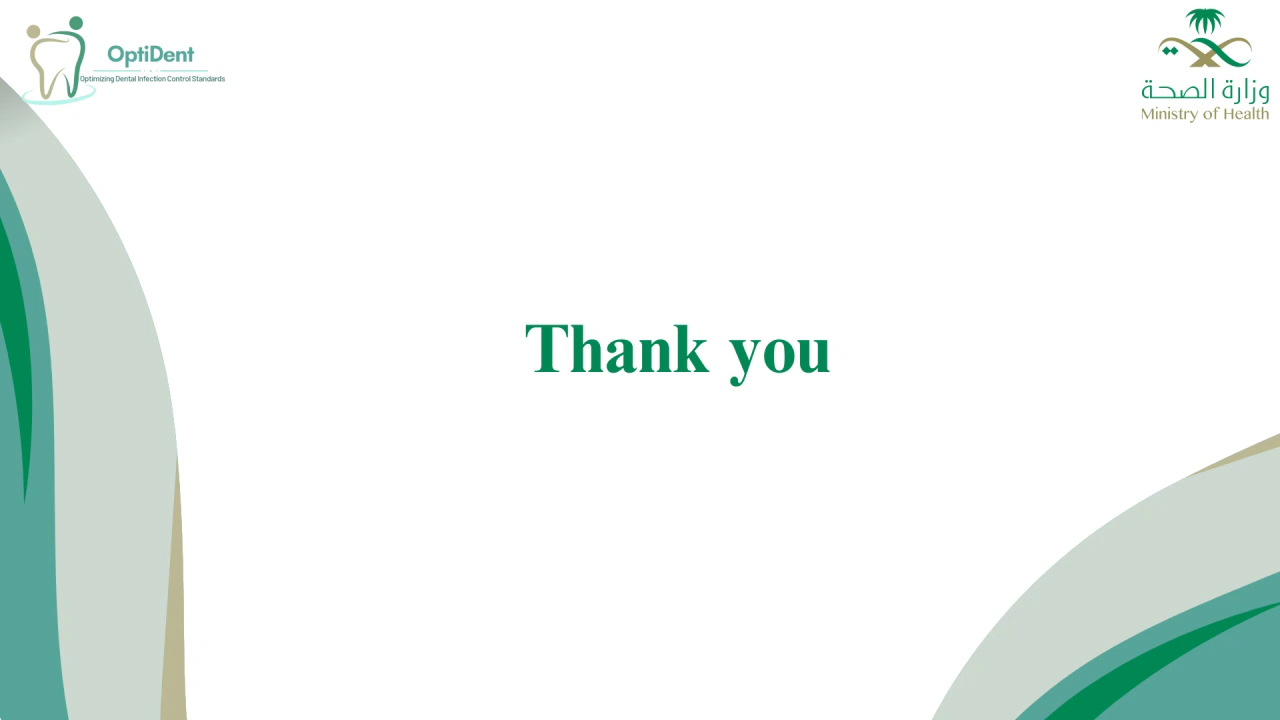 OptiDent
Optimizing Dental Infection Control Standards
وزارة الصحة
Ministry of Health
Thank you